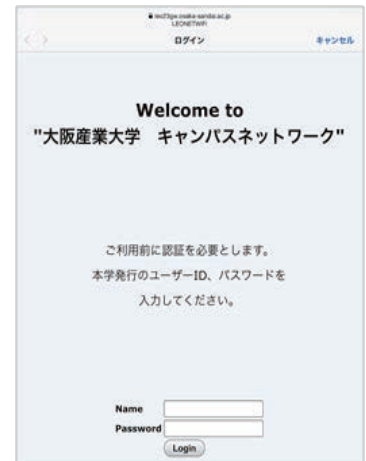 LEONETWiFi
ログイン
キャンセル
Welcome to
"大阪産業大学　キャンパスネットワーク"
ご利用前に認証を必要とします。
本学発行のユーザーID、パスワードを
入力してください。
Name
Password
Login